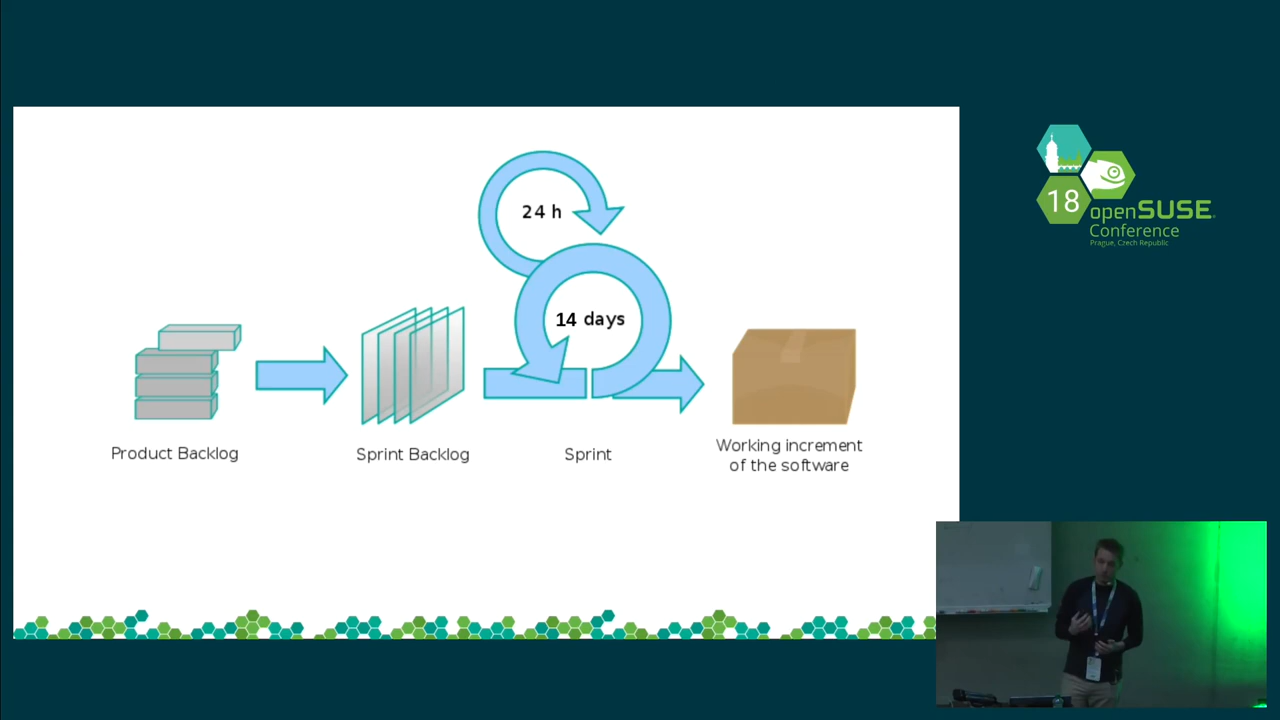 24 h
14 days
Product Backlog
Sprint Backlog
Sprint
Working increment
of the software
18
openSUSE
Conference
Prague, Czech Republic